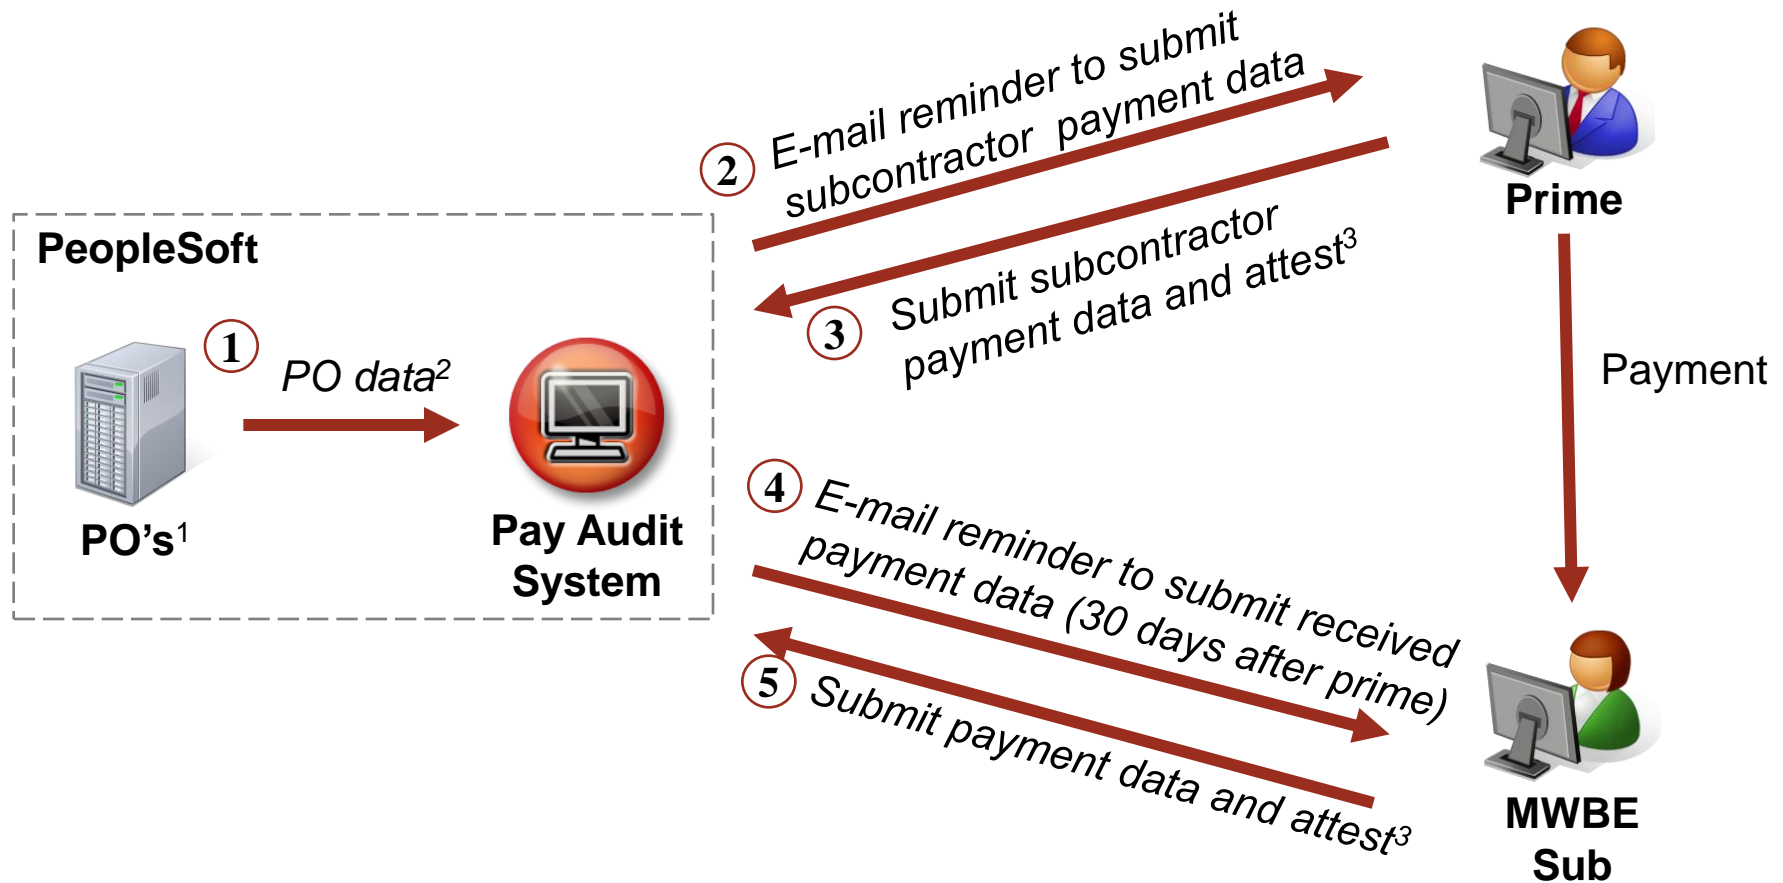 PeopleSoft
1
PO data2
PO's1
Pay Audit
System
2
E-mail reminder to submit
subcontractor payment data
3
Submit subcontractor
payment data and attest3
Prime
Payment
4
E-mail reminder to submit received
payment data (30 days after prime)
5
Submit payment data and attest3
MWBE
Sub